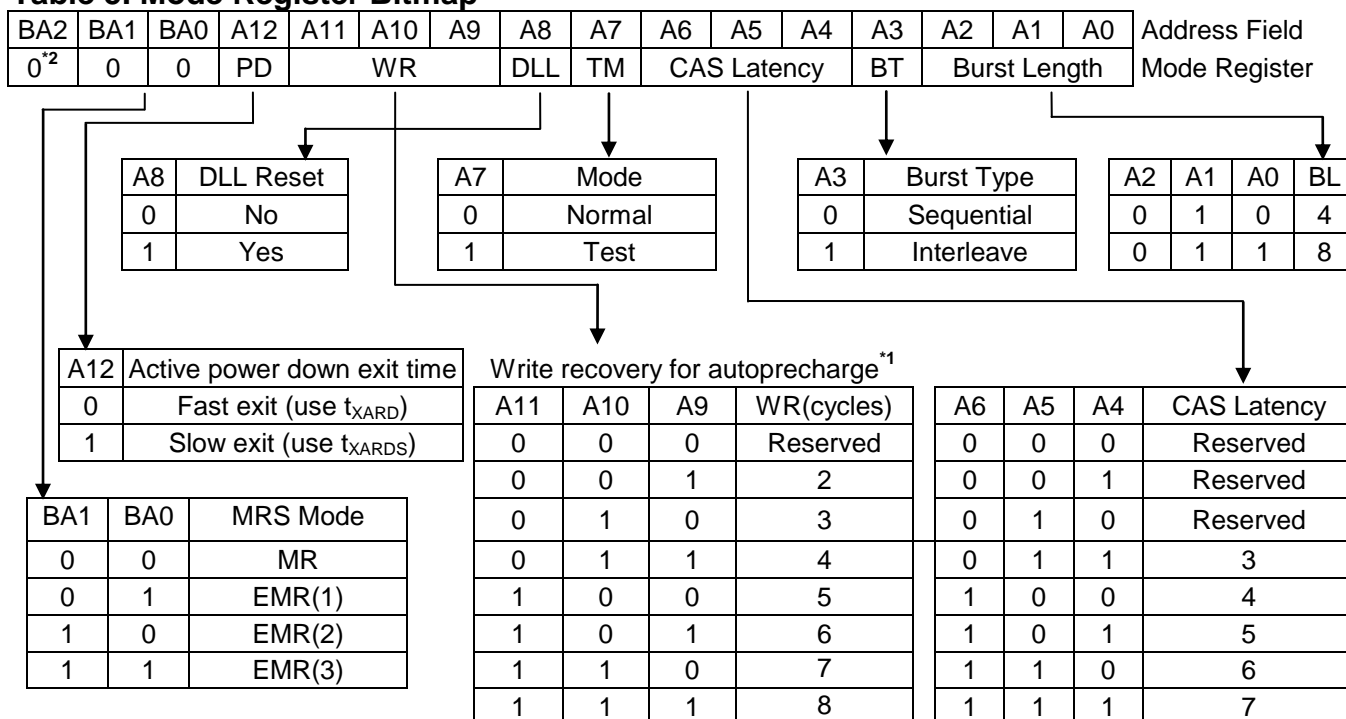 Table 5. Mode Register Bitmap
BA2 BA1 BA0 A12 A11 A10 A9 A8 A7 A6 A5 A4 A3 A2 A1 A0 Address Field
0*2 0 0 PD WR DLL TM CAS Latency BT Burst Length Mode Register
A8 DLL Reset
0 No
1 Yes
A7 Mode
0 Normal
1 Test
A3 Burst Type
0 Sequential
1 Interleave
A2 A1 A0 BL
0 1 0 4
0 1 1 8
A12 Active power down exit time
0 Fast exit (use tXARD)
1 Slow exit (use tXARDS)
Write recovery for autoprecharge*1
A11 A10 A9 WR(cycles)
0 0 0 Reserved
0 0 1 2
0 1 0 3
0 1 1 4
1 0 0 5
1 0 1 6
1 1 0 7
1 1 1 8
A6 A5 A4 CAS Latency
0 0 0 Reserved
0 0 1 Reserved
0 1 0 Reserved
0 1 1 3
1 0 0 4
1 0 1 5
1 1 0 6
1 1 1 7
BA1 BA0 MRS Mode
0 0 MR
0 1 EMR(1)
1 0 EMR(2)
1 1 EMR(3)